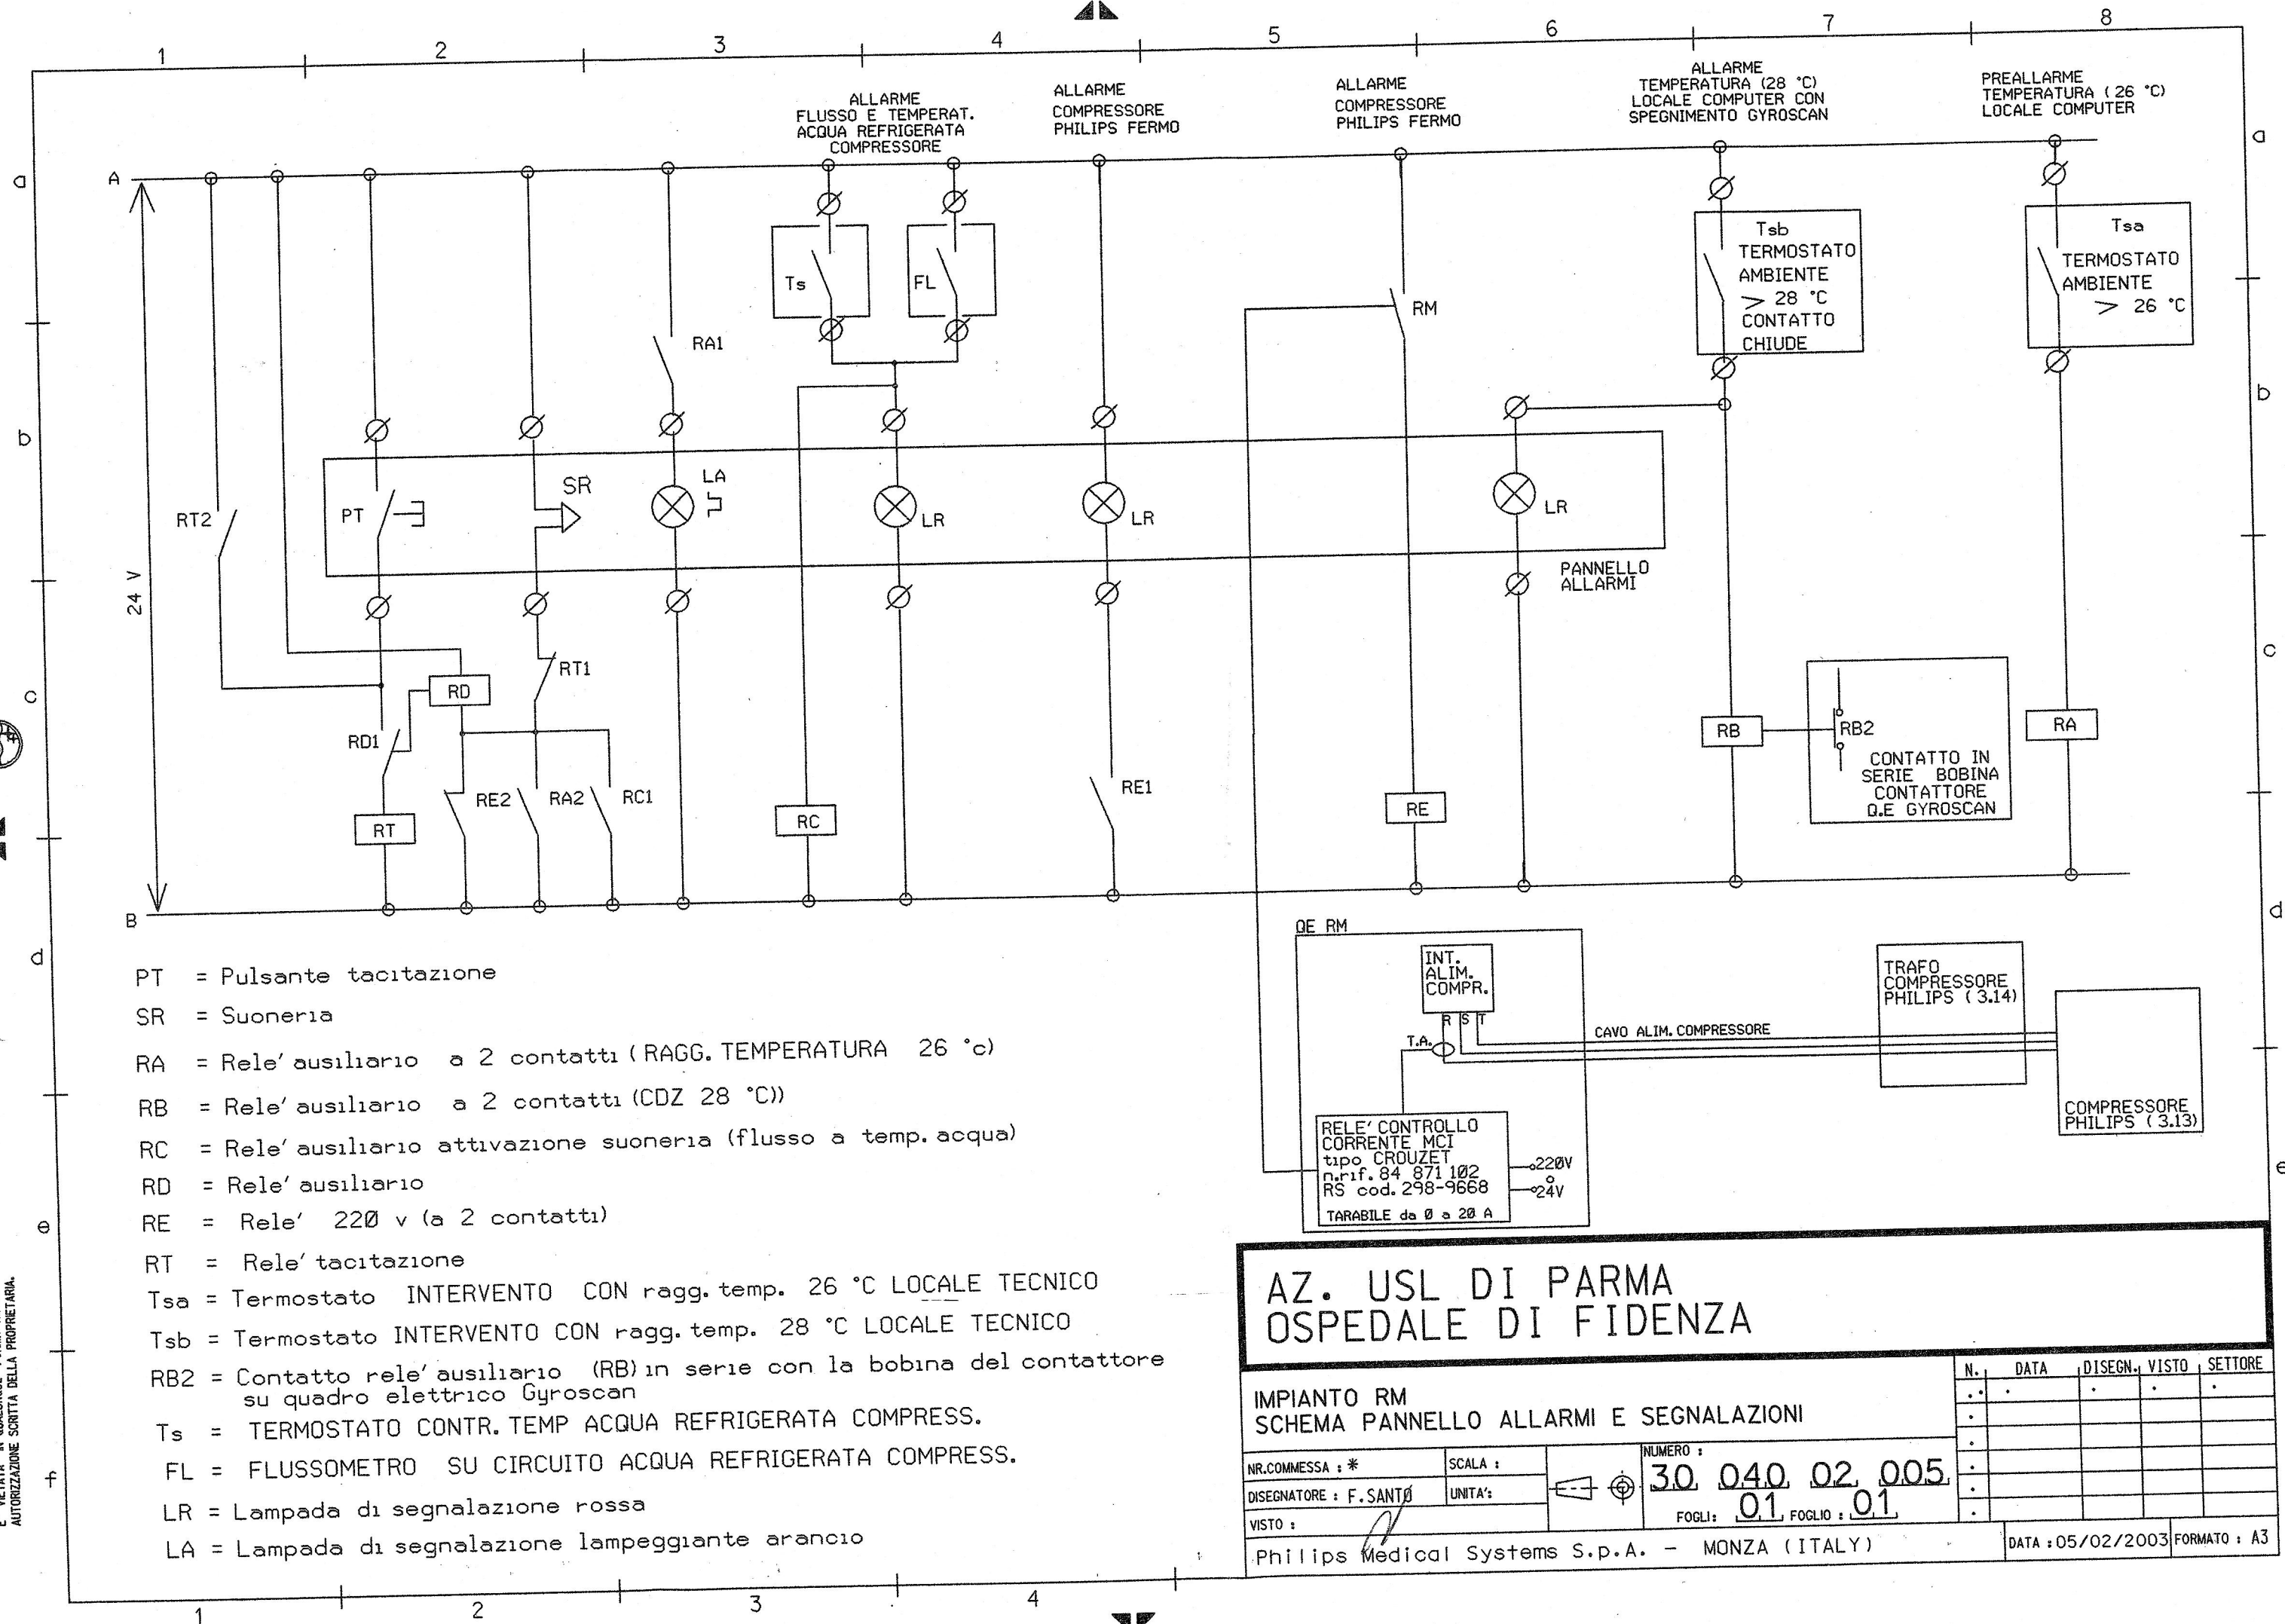 1 2 3 4 5 6 7 8
ALLARME
FLUSSO E TEMPERAT.
ACQUA REFRIGERATA
COMPRESSORE
ALLARME
COMPRESSORE
PHILIPS FERMO
ALLARME
COMPRESSORE
PHILIPS FERMO
ALLARME
TEMPERATURA (28 °C)
LOCALE COMPUTER CON
SPEGNIMENTO GYROSCAN
PREALLARME
TEMPERATURA (26 °C)
LOCALE COMPUTER
a
a
A
Ts
FL
RM
Tsb
TERMOSTATO
AMBIENTE
> 28 °C
CONTATTO
CHIUDE
Tsa
TERMOSTATO
AMBIENTE
> 26 °C
RA1
b
b
RT2
PT
SR
LA
LR
LR
LR
PANNELLO
ALLARMI
24 V
c
c
RD
RT1
RD1
RT
RE2
RA2
RC1
RC
RE1
RE
RB
RB2
CONTATTO IN
SERIE BOBINA
CONTATTORE
Q.E GYROSCAN
RA
B
d
d
PT = Pulsante tacitazione
SR = Suoneria
RA = Rele' ausiliario a 2 contatti (RAGG. TEMPERATURA 26 °c)
RB = Rele' ausiliario a 2 contatti (CDZ 28 °C))
RC = Rele' ausiliario attivazione suoneria (flusso a temp. acqua)
RD = Rele' ausiliario
RE = Rele' 220 v (a 2 contatti)
RT = Rele' tacitazione
Tsa = Termostato INTERVENTO CON ragg. temp. 26 °C LOCALE TECNICO
Tsb = Termostato INTERVENTO CON ragg. temp. 28 °C LOCALE TECNICO
RB2 = Contatto rele' ausiliario (RB) in serie con la bobina del contattore
su quadro elettrico Gyroscan
Ts = TERMOSTATO CONTR. TEMP ACQUA REFRIGERATA COMPRESS.
FL = FLUSSOMETRO SU CIRCUITO ACQUA REFRIGERATA COMPRESS.
LR = Lampada di segnalazione rossa
LA = Lampada di segnalazione lampeggiante arancio
QE RM
INT.
ALIM.
COMPR.
R S T
T.A.
CAVO ALIM. COMPRESSORE
TRAFO
COMPRESSORE
PHILIPS (3.14)
COMPRESSORE
PHILIPS (3.13)
RELE' CONTROLLO
CORRENTE MCI
tipo CROUZET
n.rif. 84 871 102
RS cod. 298-9668
TARABILE da 0 a 20 A
220V
o
24V
e
e
f
AUTORIZZAZIONE SCRITTA DELLA PROPRIETARIA.
AZ. USL DI PARMA
OSPEDALE DI FIDENZA
IMPIANTO RM
SCHEMA PANNELLO ALLARMI E SEGNALAZIONI
N. DATA DISEGN. VISTO SETTORE
NR.COMMESSA : *
SCALA :
DISEGNATORE : F. SANTO
UNITA':
VISTO :
NUMERO :
30 040 02 005
FOGLI: 01 FOGLIO : 01
Philips Medical Systems S.p.A. - MONZA (ITALY)
DATA : 05/02/2003
FORMATO : A3
1 2 3 4